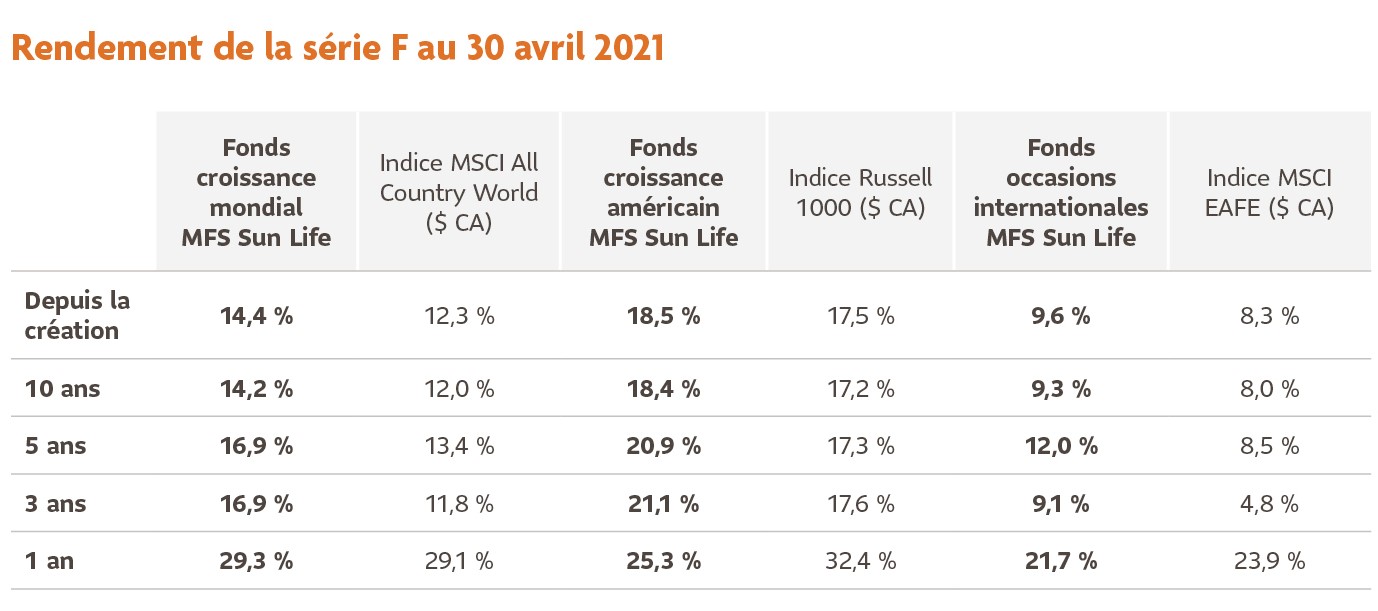 Rendement de la série F au 30 avril 2021
Fonds
croissance
mondial
MFS Sun Life
Indice MSCI All
Country World
($ CA)
Fonds
croissance
américain
MFS Sun Life
Indice Russell
1000 ($ CA)
Fonds
occasions
internationales
MFS Sun Life
Indice MSCI
EAFE ($ CA)
Depuis la
création
14,4 % 12,3 % 18,5 % 17,5 % 9,6 % 8,3 %
10 ans 14,2 % 12,0 % 18,4 % 17,2 % 9,3 % 8,0 %
5 ans 16,9 % 13,4 % 20,9 % 17,3 % 12,0 % 8,5 %
3 ans 16,9 % 11,8 % 21,1 % 17,6 % 9,1 % 4,8 %
1 an 29,3 % 29,1 % 25,3 % 32,4 % 21,7 % 23,9 %